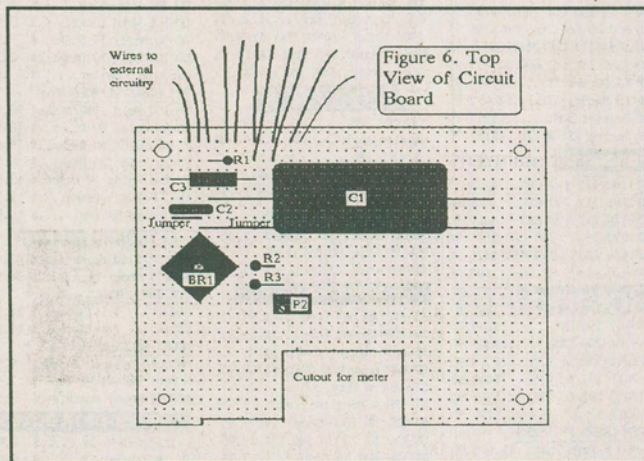 Wires to
external
circuitry
Figure 6. Top
View of Circuit
Board
R1
C3
C1
C2
Jumper
Jumper
R2
BR1
R3
P2
Cutout for meter